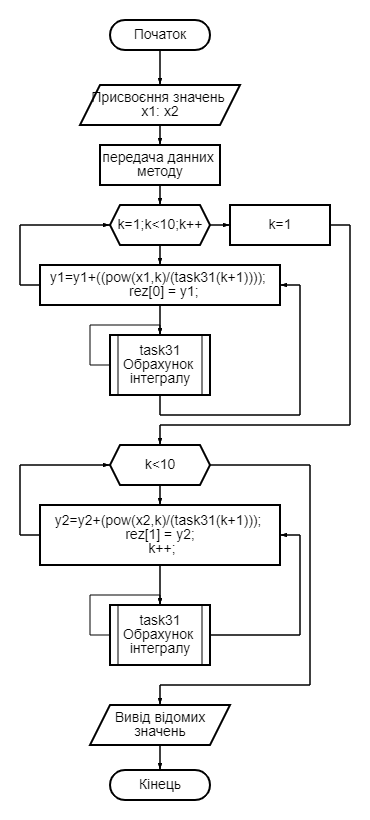 Початок
Присвоєння значень
x1: x2
передача данних
методу
k=1;k<10;k++
k=1
y1=y1+((pow(x1,k)/(task31(k+1))));
rez[0] = y1;
task31
Обрахунок
інтегралу
k<10
y2=y2+(pow(x2,k)/(task31(k+1)));
rez[1] = y2;
k++;
task31
Обрахунок
інтегралу
Вивід відомих
значень
Кінець